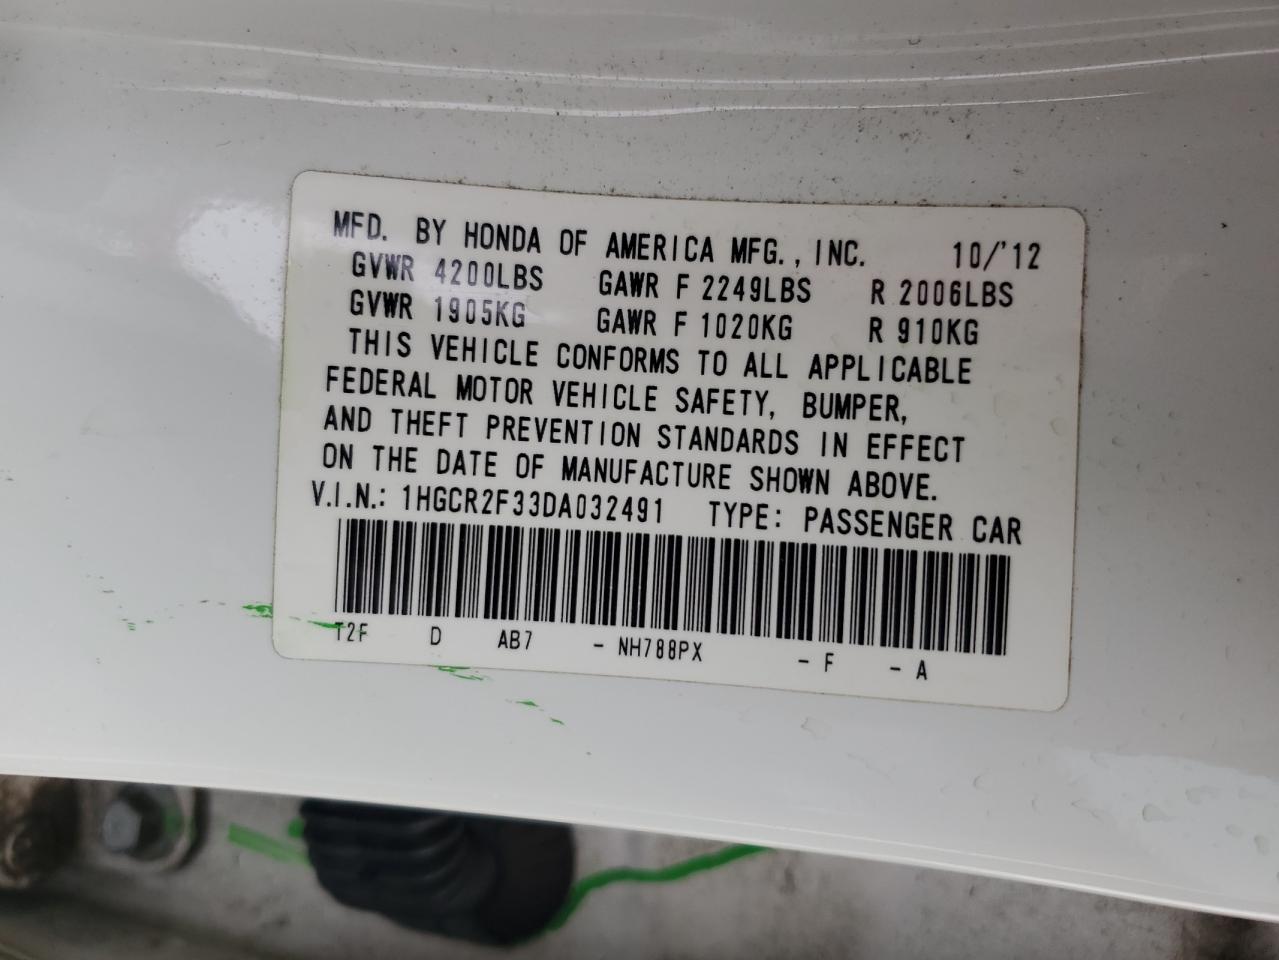 MFD. BY HONDA OF AMERICA MFG., INC. 10/'12
GVWR 4200LBS GAWR F 2249LBS R 2006LBS
GVWR 1905KG GAWR F 1020KG R 910KG
THIS VEHICLE CONFORMS TO ALL APPLICABLE
FEDERAL MOTOR VEHICLE SAFETY, BUMPER,
AND THEFT PREVENTION STANDARDS IN EFFECT
ON THE DATE OF MANUFACTURE SHOWN ABOVE.
V.I.N.: 1HGCR2F33DA032491 TYPE: PASSENGER CAR
T2F D AB7 - NH788PX - F - A